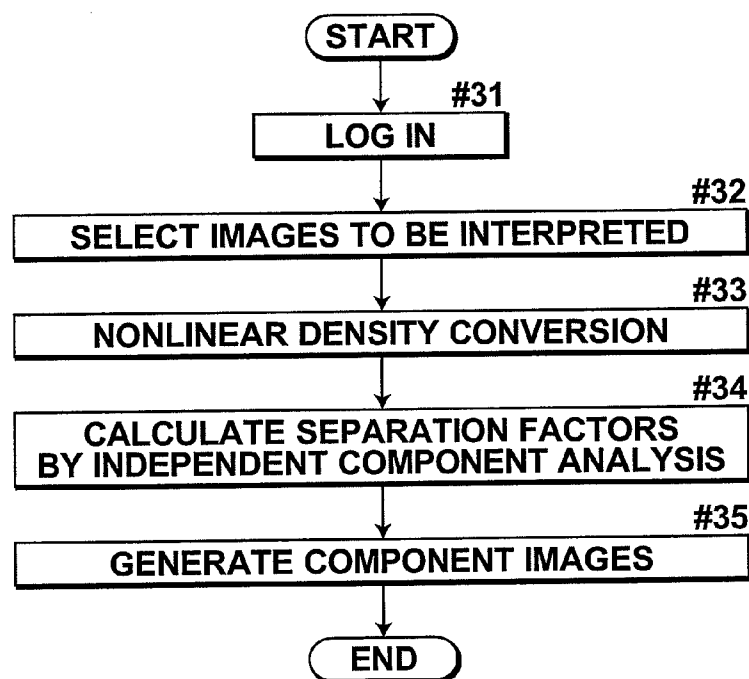 START
#31
LOG IN
#32
SELECT IMAGES TO BE INTERPRETED
#33
NONLINEAR DENSITY CONVERSION
#34
CALCULATE SEPARATION FACTORS
BY INDEPENDENT COMPONENT ANALYSIS
#35
GENERATE COMPONENT IMAGES
END